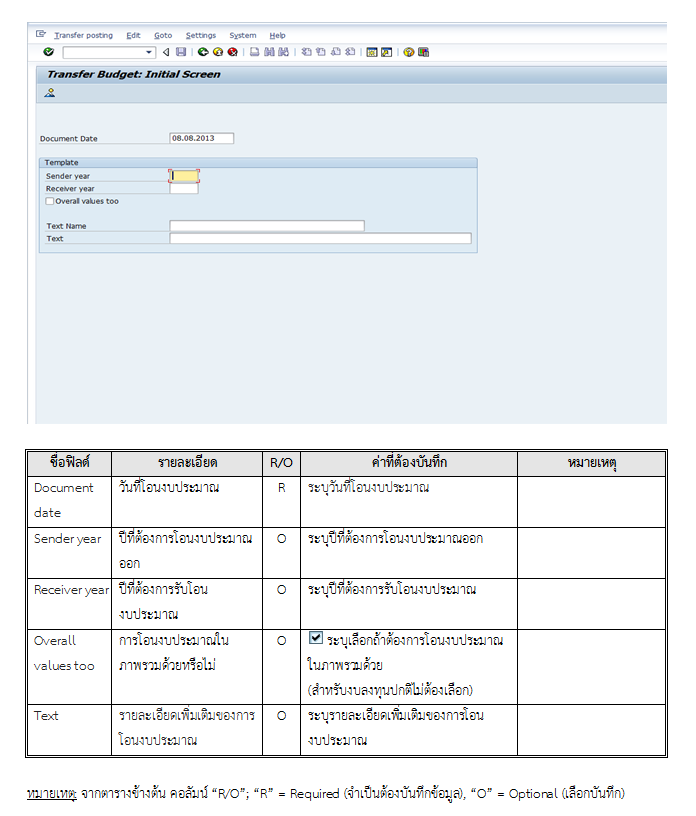 Transfer posting Edit Goto Settings System Help
Transfer Budget: Initial Screen
Document Date 08.08.2013
Template
Sender year
Receiver year
Overall values too
Text Name
Text
ชื่อฟิลด์ รายละเอียด R/O ค่าที่ต้องบันทึก หมายเหตุ
Document วันที่โอนงบประมาณ R ระบุวันที่โอนงบประมาณ
date
Sender year ปีที่ต้องการโอนงบประมาณ O ระบุปีที่ต้องการโอนงบประมาณออก
ออก
Receiver year ปีที่ต้องการรับโอน O ระบุปีที่ต้องการรับโอนงบประมาณ
งบประมาณ
Overall การโอนงบประมาณใน O ระบุเลือกถ้าต้องการโอนงบประมาณ
values too ภาพรวมด้วยหรือไม่ ในภาพรวมด้วย
(สำหรับงบลงทุนปกติไม่ต้องเลือก)
Text รายละเอียดเพิ่มเติมของการ O ระบุรายละเอียดเพิ่มเติมของการโอน
โอนงบประมาณ งบประมาณ
หมายเหตุ จากตารางข้างต้น คอลัมน์ “R/O”; “R” = Required (จำเป็นต้องบันทึกข้อมูล), “O” = Optional (เลือกบันทึก)